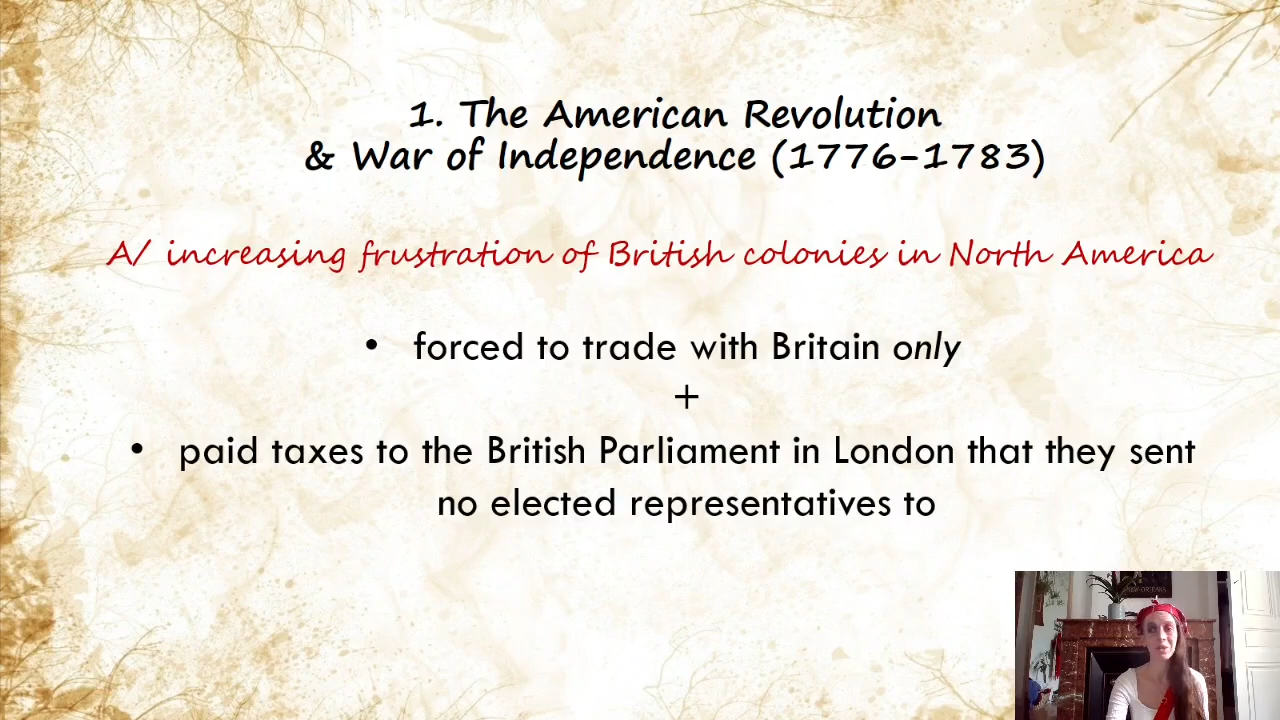 1. The American Revolution
& War of Independence (1776-1783)
A/ increasing frustration of British colonies in North America
• forced to trade with Britain only
+
• paid taxes to the British Parliament in London that they sent
no elected representatives to
NEW-ORLEANS